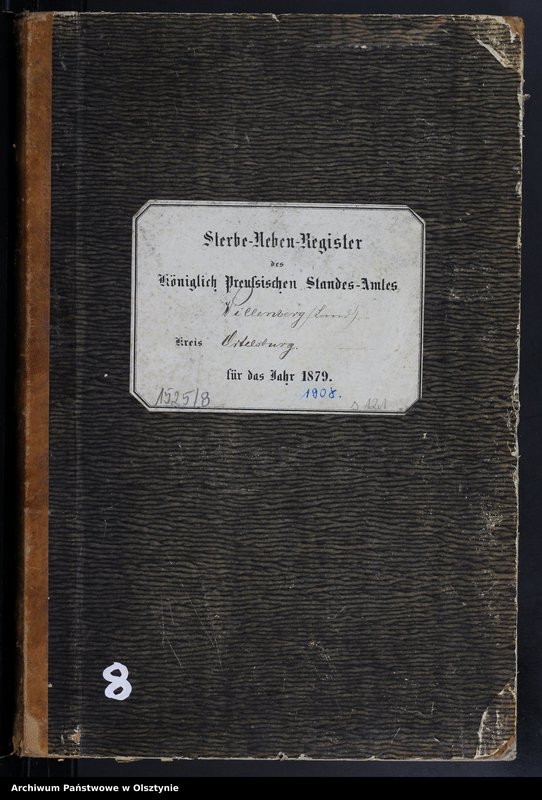 Sterbe-Neben-Register
des
Königlich Preußischen Standes-Amtes
Willenberg (Land).
Kreis Ortelsburg.
für das Jahr 1879.
1908.
1525/8
s 121
8
Archiwum Państwowe w Olsztynie